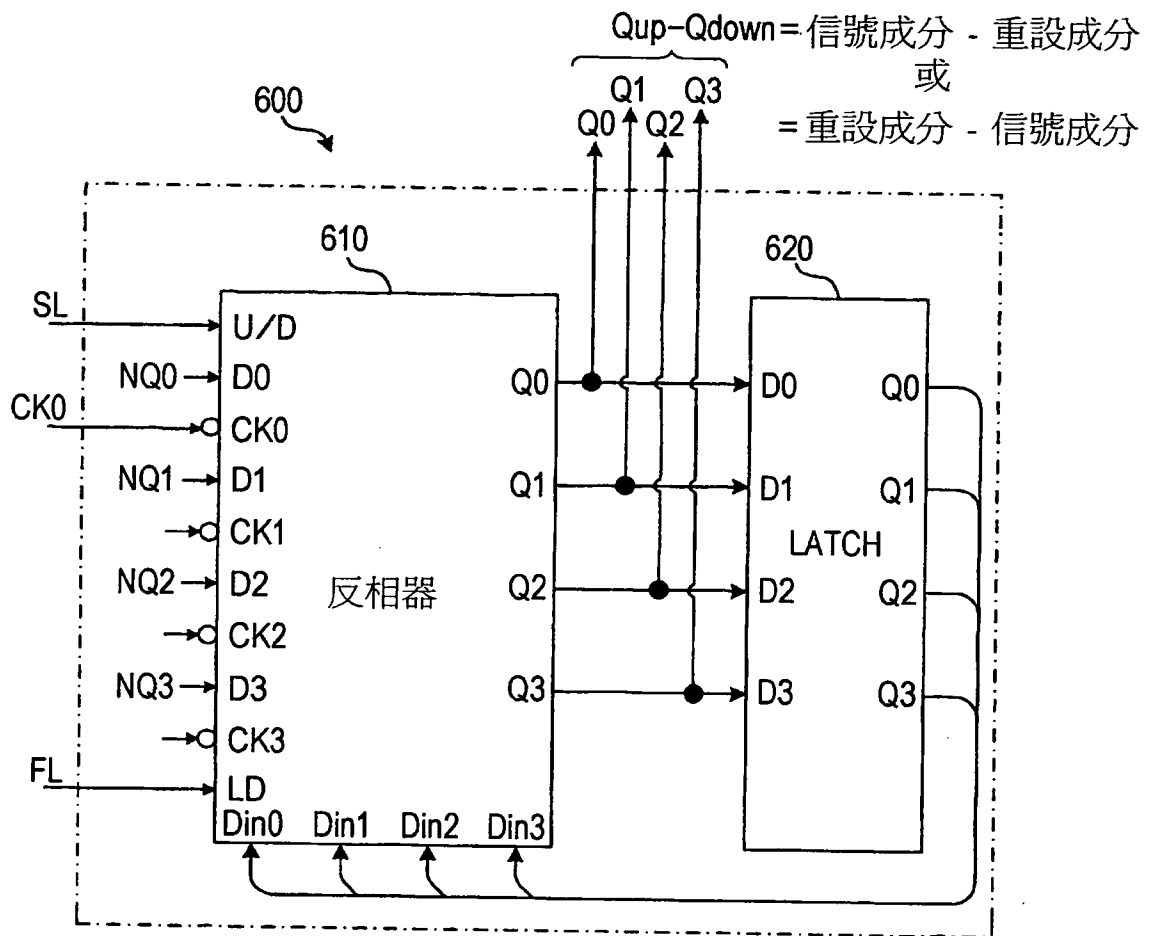 Qup-Qdown=信號成分 - 重設成分
或
=重設成分 - 信號成分
Q1 Q3
Q0 Q2
600
610
620
SL
U/D
NQ0 D0
Q0
D0
Q0
CK0
CK0
NQ1 D1
Q1
D1
Q1
CK1
LATCH
NQ2 D2
反相器
Q2
D2
Q2
CK2
NQ3 D3
Q3
D3
Q3
CK3
FL
LD
Din0 Din1 Din2 Din3